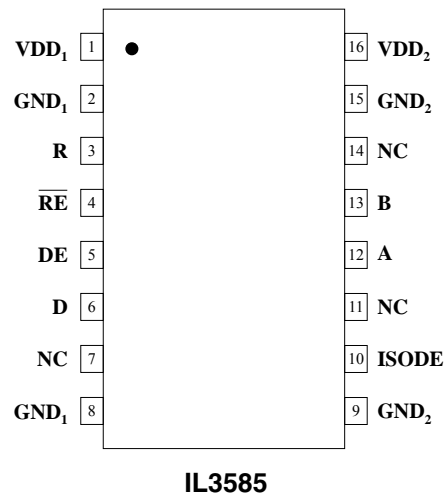 VDD₁ 1 16 VDD₂
GND₁ 2 15 GND₂
R 3 14 NC
R̅E̅ 4 13 B
DE 5 12 A
D 6 11 NC
NC 7 10 ISODE
GND₁ 8 9 GND₂
IL3585